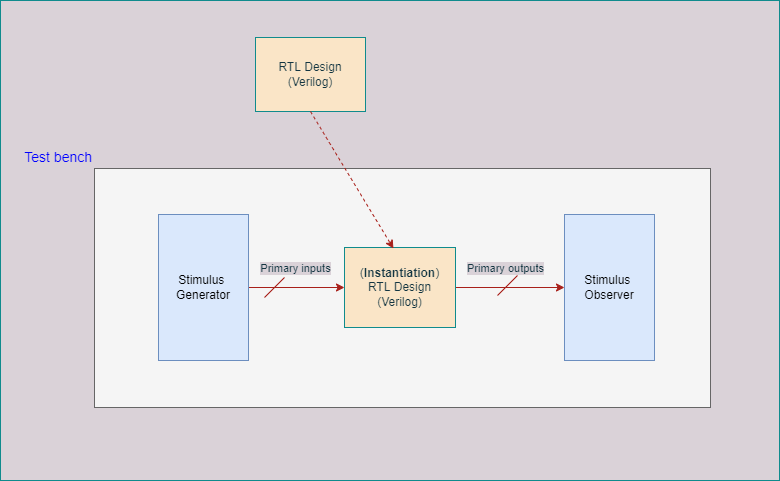 RTL Design
(Verilog)
Test bench
Stimulus
Generator
Primary inputs
(Instantiation)
RTL Design
(Verilog)
Primary outputs
Stimulus
Observer